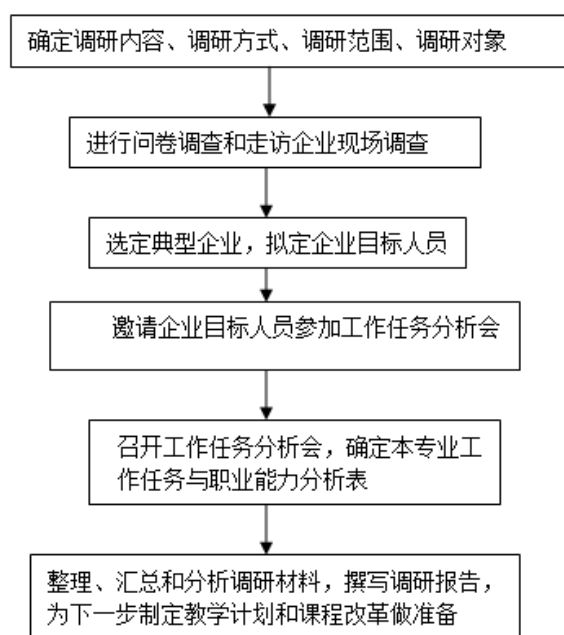 确定调研内容、调研方式、调研范围、调研对象
进行问卷调查和走访企业现场调查
选定典型企业，拟定企业目标人员
邀请企业目标人员参加工作任务分析会
召开工作任务分析会，确定本专业工
作任务与职业能力分析表
整理、汇总和分析调研材料，撰写调研报告，
为下一步制定教学计划和课程改革做准备